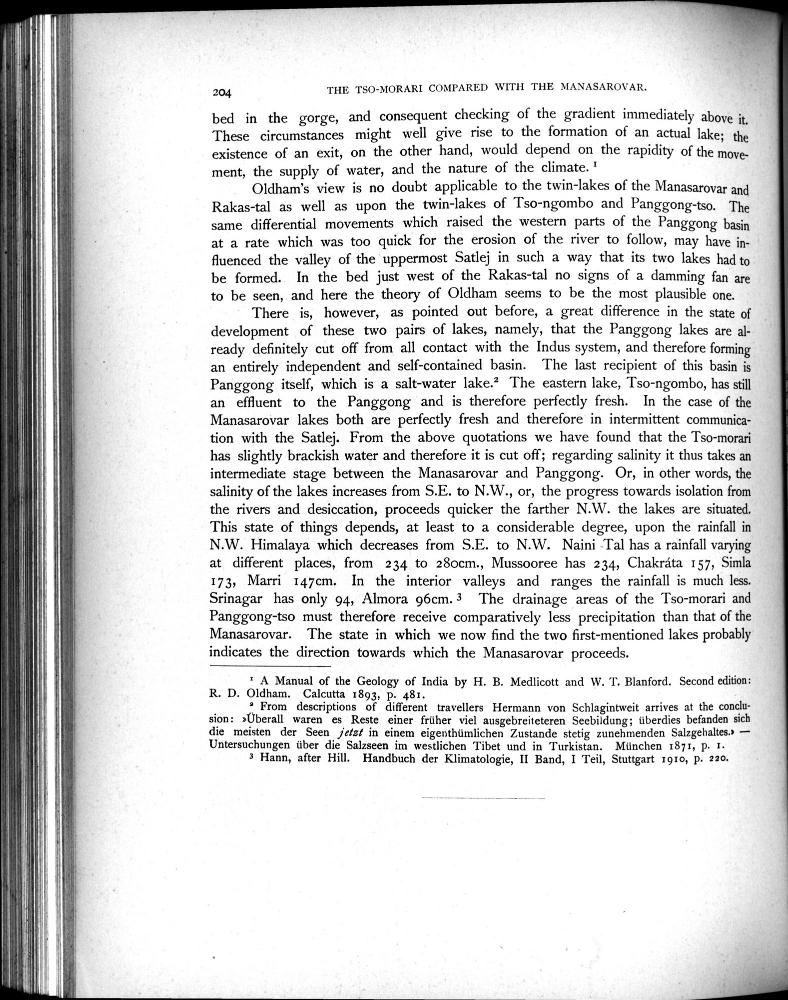 204
THE TSO-MORARI COMPARED WITH THE MANASAROVAR.
bed in the gorge, and consequent checking of the gradient immediately above it.
These circumstances might well give rise to the formation of an actual lake; the
existence of an exit, on the other hand, would depend on the rapidity of the move-
ment, the supply of water, and the nature of the climate. ¹
Oldham's view is no doubt applicable to the twin-lakes of the Manasarovar and
Rakas-tal as well as upon the twin-lakes of Tso-ngombo and Panggong-tso. The
same differential movements which raised the western parts of the Panggong basin
at a rate which was too quick for the erosion of the river to follow, may have in-
fluenced the valley of the uppermost Satlej in such a way that its two lakes had to
be formed. In the bed just west of the Rakas-tal no signs of a damming fan are
to be seen, and here the theory of Oldham seems to be the most plausible one.
There is, however, as pointed out before, a great difference in the state of
development of these two pairs of lakes, namely, that the Panggong lakes are al-
ready definitely cut off from all contact with the Indus system, and therefore forming
an entirely independent and self-contained basin. The last recipient of this basin is
Panggong itself, which is a salt-water lake.² The eastern lake, Tso-ngombo, has still
an effluent to the Panggong and is therefore perfectly fresh. In the case of the
Manasarovar lakes both are perfectly fresh and therefore in intermittent communica-
tion with the Satlej. From the above quotations we have found that the Tso-morari
has slightly brackish water and therefore it is cut off; regarding salinity it thus takes an
intermediate stage between the Manasarovar and Panggong. Or, in other words, the
salinity of the lakes increases from S.E. to N.W., or, the progress towards isolation from
the rivers and desiccation, proceeds quicker the farther N.W. the lakes are situated.
This state of things depends, at least to a considerable degree, upon the rainfall in
N.W. Himalaya which decreases from S.E. to N.W. Naini Tal has a rainfall varying
at different places, from 234 to 280cm., Mussooree has 234, Chakráta 157, Simla
173, Marri 147cm. In the interior valleys and ranges the rainfall is much less.
Srinagar has only 94, Almora 96cm. ³ The drainage areas of the Tso-morari and
Panggong-tso must therefore receive comparatively less precipitation than that of the
Manasarovar. The state in which we now find the two first-mentioned lakes probably
indicates the direction towards which the Manasarovar proceeds.
¹ A Manual of the Geology of India by H. B. Medlicott and W. T. Blanford. Second edition:
R. D. Oldham. Calcutta 1893, p. 481.
² From descriptions of different travellers Hermann von Schlagintweit arrives at the conclu-
sion: »Überall waren es Reste einer früher viel ausgebreiteteren Seebildung; überdies befanden sich
die meisten der Seen jetzt in einem eigenthümlichen Zustande stetig zunehmenden Salzgehaltes.» —
Untersuchungen über die Salzseen im westlichen Tibet und in Turkistan. München 1871, p. 1.
³ Hann, after Hill. Handbuch der Klimatologie, II Band, I Teil, Stuttgart 1910, p. 220.